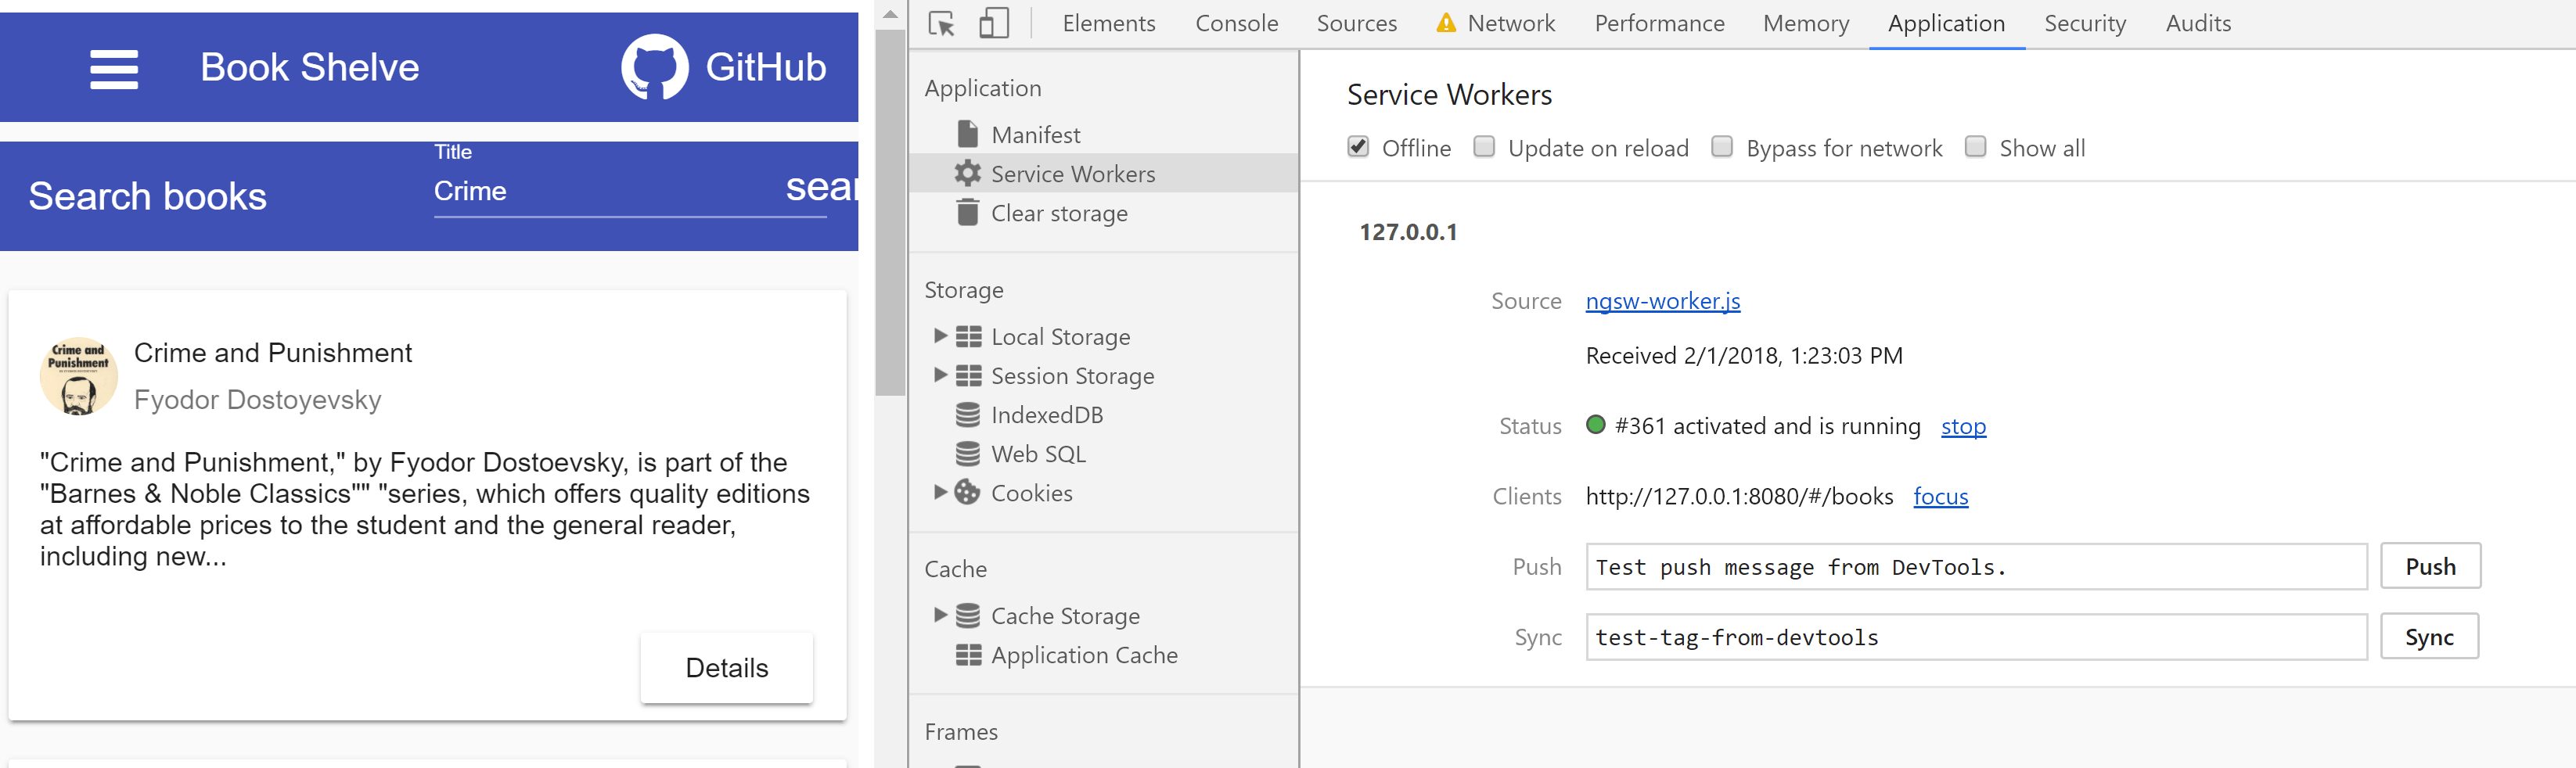 Book Shelve
GitHub
Search books
Title
Crime
sear
Crime and
Punishment
Crime and Punishment
Fyodor Dostoyevsky
"Crime and Punishment," by Fyodor Dostoevsky, is part of the
"Barnes & Noble Classics"" "series, which offers quality editions
at affordable prices to the student and the general reader,
including new...
Details
Elements Console Sources Network Performance Memory Application Security Audits
Application
Manifest
Service Workers
Clear storage
Storage
Local Storage
Session Storage
IndexedDB
Web SQL
Cookies
Cache
Cache Storage
Application Cache
Frames
Service Workers
Offline Update on reload Bypass for network Show all
127.0.0.1
Source ngsw-worker.js
Received 2/1/2018, 1:23:03 PM
Status #361 activated and is running stop
Clients http://127.0.0.1:8080/#/books focus
Push Test push message from DevTools. Push
Sync test-tag-from-devtools Sync